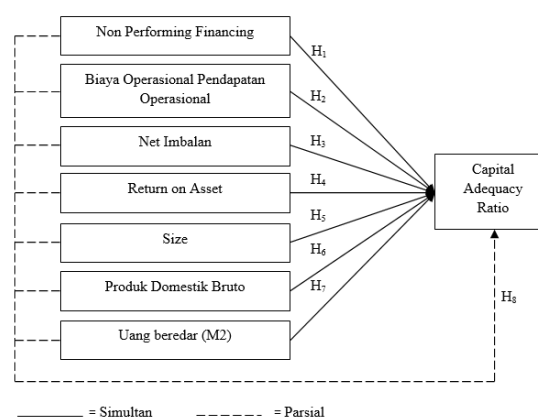 Non Performing Financing
H₁
Biaya Operasional Pendapatan
Operasional
H₂
Net Imbalan
H₃
Return on Asset
H₄
Capital
Adequacy
Ratio
Size
H₅
H₆
Produk Domestik Bruto
H₇
Uang beredar (M2)
H₈
= Simultan
= Parsial